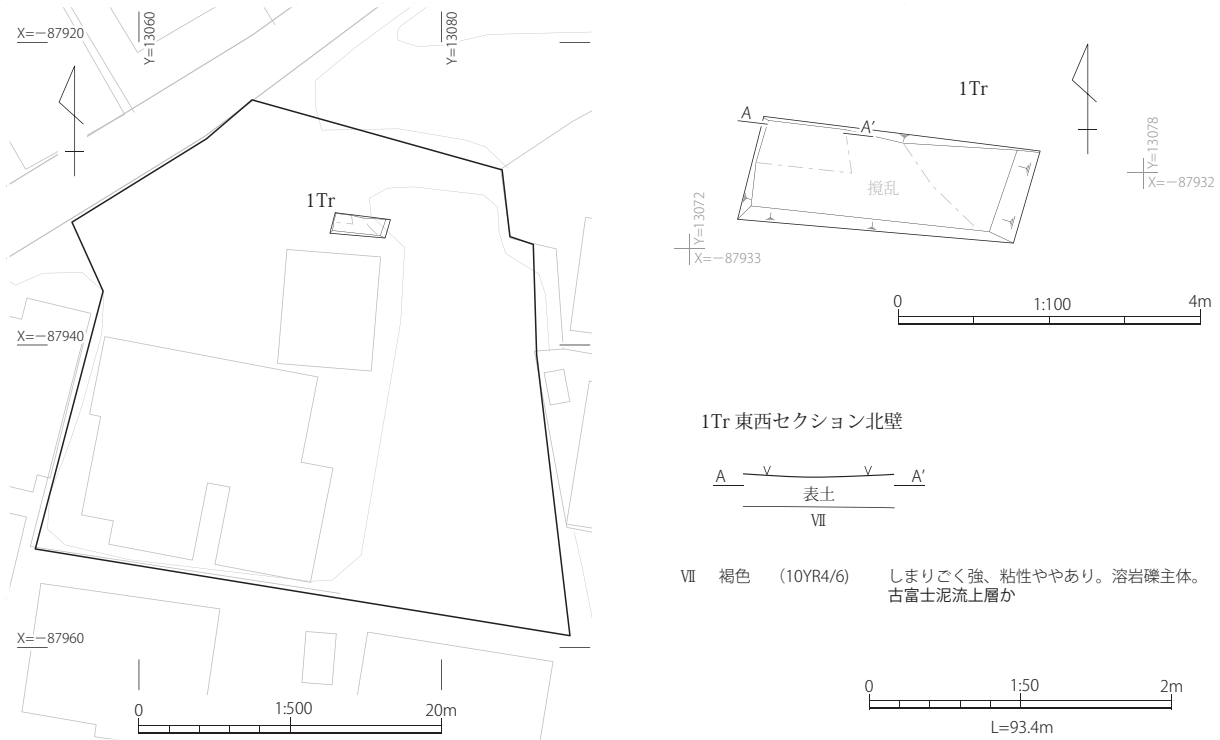 X=−87920
Y=13060
Y=13080
1Tr
X=−87940
X=−87960
0 1:500 20m
1Tr
A A′
撹乱
Y=13078
X=−87932
Y=13072
X=−87933
0 1:100 4m
1Tr 東西セクション北壁
A A′
表土
Ⅶ
Ⅶ 褐色 (10YR4/6) しまりごく強、粘性ややあり。溶岩礫主体。
古富士泥流上層か
0 1:50 2m
L=93.4m